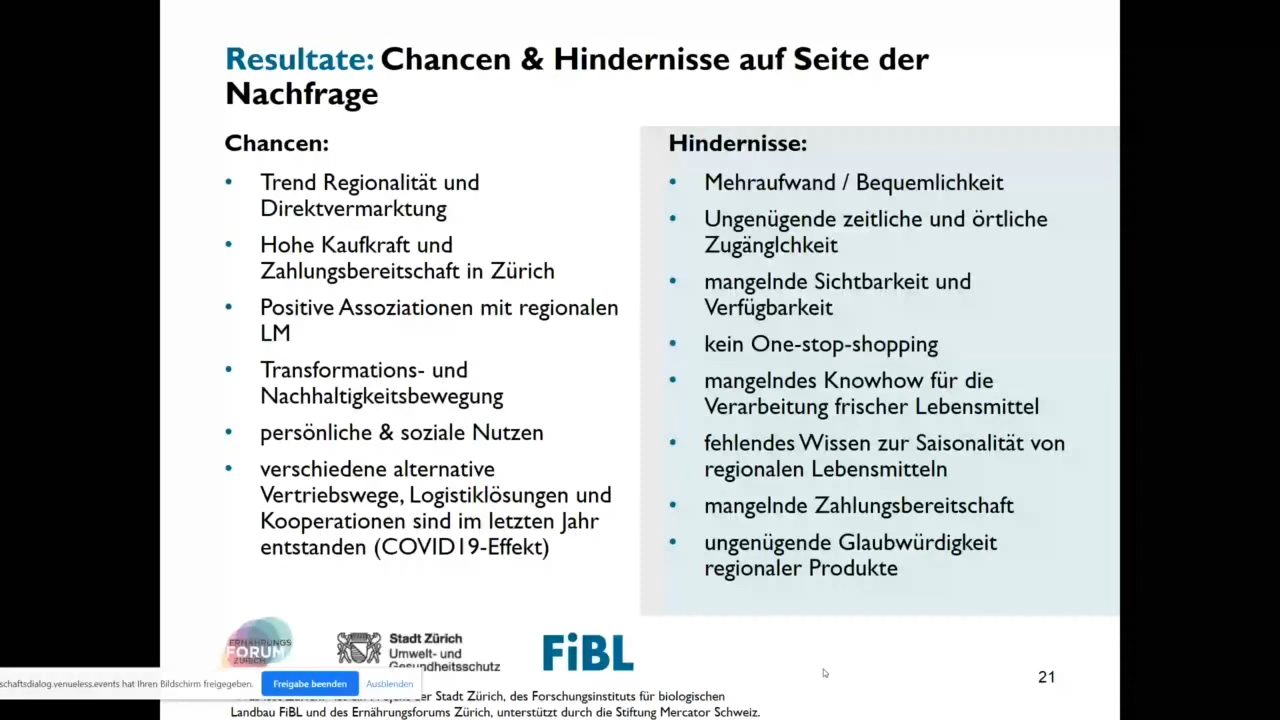 Resultate: Chancen & Hindernisse auf Seite der
Nachfrage
Chancen:
• Trend Regionalität und
Direktvermarktung
• Hohe Kaufkraft und
Zahlungsbereitschaft in Zürich
• Positive Assoziationen mit regionalen
LM
• Transformations- und
Nachhaltigkeitsbewegung
• persönliche & soziale Nutzen
• verschiedene alternative
Vertriebswege, Logistiklösungen und
Kooperationen sind im letzten Jahr
entstanden (COVID19-Effekt)
Hindernisse:
• Mehraufwand / Bequemlichkeit
• Ungenügende zeitliche und örtliche
Zugänglchkeit
• mangelnde Sichtbarkeit und
Verfügbarkeit
• kein One-stop-shopping
• mangelndes Knowhow für die
Verarbeitung frischer Lebensmittel
• fehlendes Wissen zur Saisonalität von
regionalen Lebensmitteln
• mangelnde Zahlungsbereitschaft
• ungenügende Glaubwürdigkeit
regionaler Produkte
ERNÄHRUNGS
FORUM
ZÜRICH
Stadt Zürich
Umwelt- und
Gesundheitsschutz
FiBL
21
schaftsdialog.venueless.events hat Ihren Bildschirm freigegeben.
Freigabe beenden
Ausblenden
der Stadt Zürich, des Forschungsinstituts für biologischen
Landbau FiBL und des Ernährungsforums Zürich, unterstützt durch die Stiftung Mercator Schweiz.